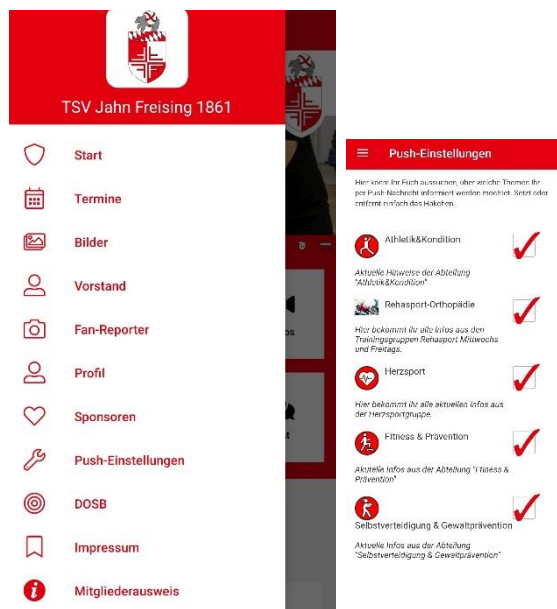 TSV Jahn Freising 1861
Start
Termine
Bilder
Vorstand
Fan-Reporter
Profil
Sponsoren
Push-Einstellungen
DOSB
Impressum
Mitgliederausweis
os
t
Push-Einstellungen
Hier könnt Ihr Euch aussuchen, über welche Themen Ihr
per Push-Nachricht informiert werden möchtet. Setzt oder
entfernt einfach das Häkchen.
Athletik&Kondition
Aktuelle Hinweise der Abteilung
"Athletik&Kondition"
Rehasport-Orthopädie
Hier bekommt ihr alle Infos aus den
Trainingsgruppen Rehasport Mittwochs
und Freitags.
Herzsport
Hier bekommt ihr alle aktuellen Infos aus
der Herzsportgruppe.
Fitness & Prävention
Akutelle Infos aus der Abteilung "Fitness &
Prävention"
Selbstverteidigung & Gewaltprävention
Aktuelle Infos aus der Abteilung
"Selbstverteidigung & Gewaltprävention"